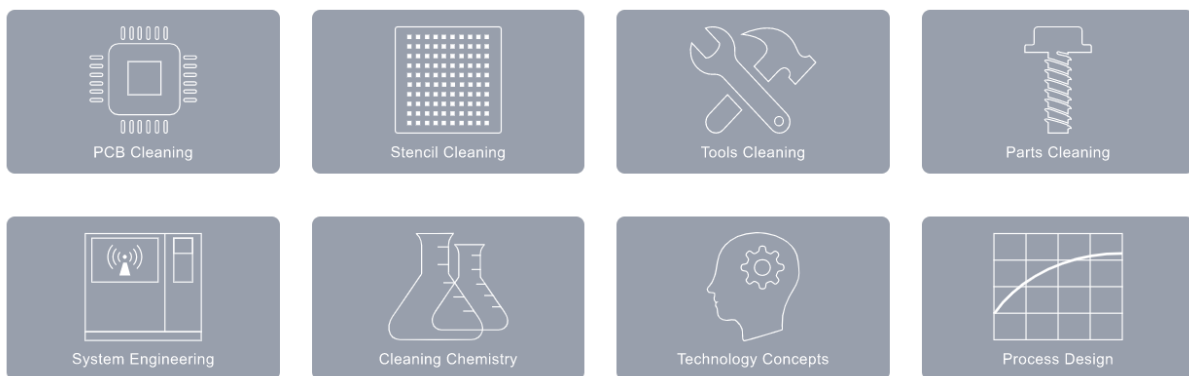 PCB Cleaning
Stencil Cleaning
Tools Cleaning
Parts Cleaning
System Engineering
Cleaning Chemistry
Technology Concepts
Process Design